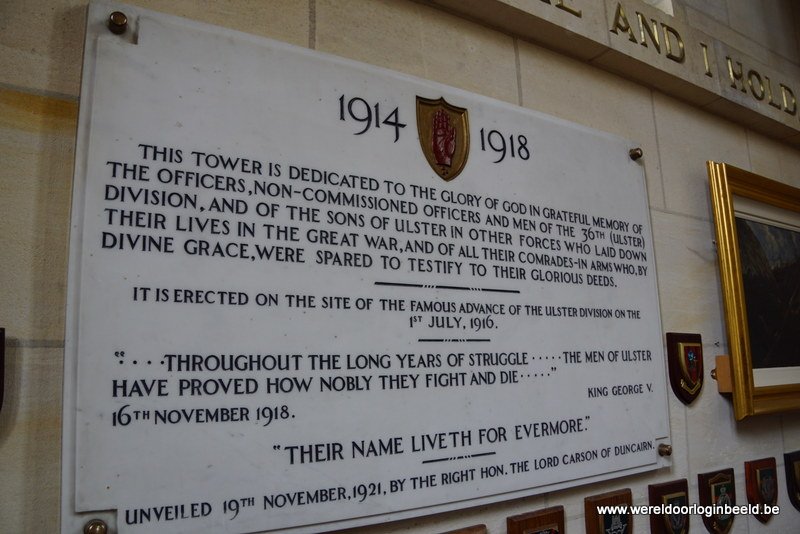 AND I HOLD
1914 1918
THIS TOWER IS DEDICATED TO THE GLORY OF GOD IN GRATEFUL MEMORY OF
THE OFFICERS, NON-COMMISSIONED OFFICERS AND MEN OF THE 36TH (ULSTER)
DIVISION, AND OF THE SONS OF ULSTER IN OTHER FORCES WHO LAID DOWN
THEIR LIVES IN THE GREAT WAR, AND OF ALL THEIR COMRADES-IN ARMS WHO, BY
DIVINE GRACE, WERE SPARED TO TESTIFY TO THEIR GLORIOUS DEEDS.
IT IS ERECTED ON THE SITE OF THE FAMOUS ADVANCE OF THE ULSTER DIVISION ON THE
1ST JULY, 1916.
"....THROUGHOUT THE LONG YEARS OF STRUGGLE ..... THE MEN OF ULSTER
HAVE PROVED HOW NOBLY THEY FIGHT AND DIE ....."
KING GEORGE V.
16TH NOVEMBER 1918.
"THEIR NAME LIVETH FOR EVERMORE."
UNVEILED 19TH NOVEMBER, 1921, BY THE RIGHT HON. THE LORD CARSON OF DUNCAIRN.
www.wereldoorloginbeeld.be